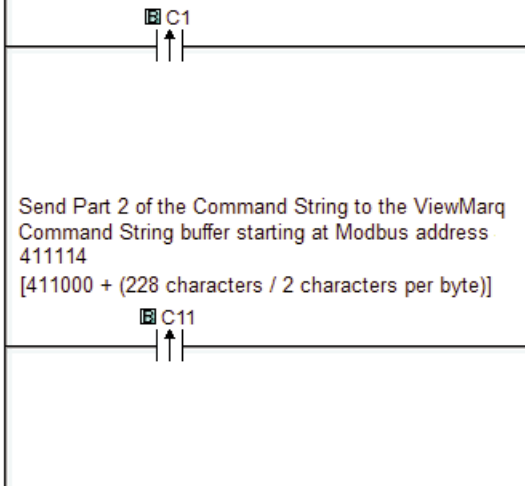 B C1
Send Part 2 of the Command String to the ViewMarq
Command String buffer starting at Modbus address
411114
[411000 + (228 characters / 2 characters per byte)]
B C11